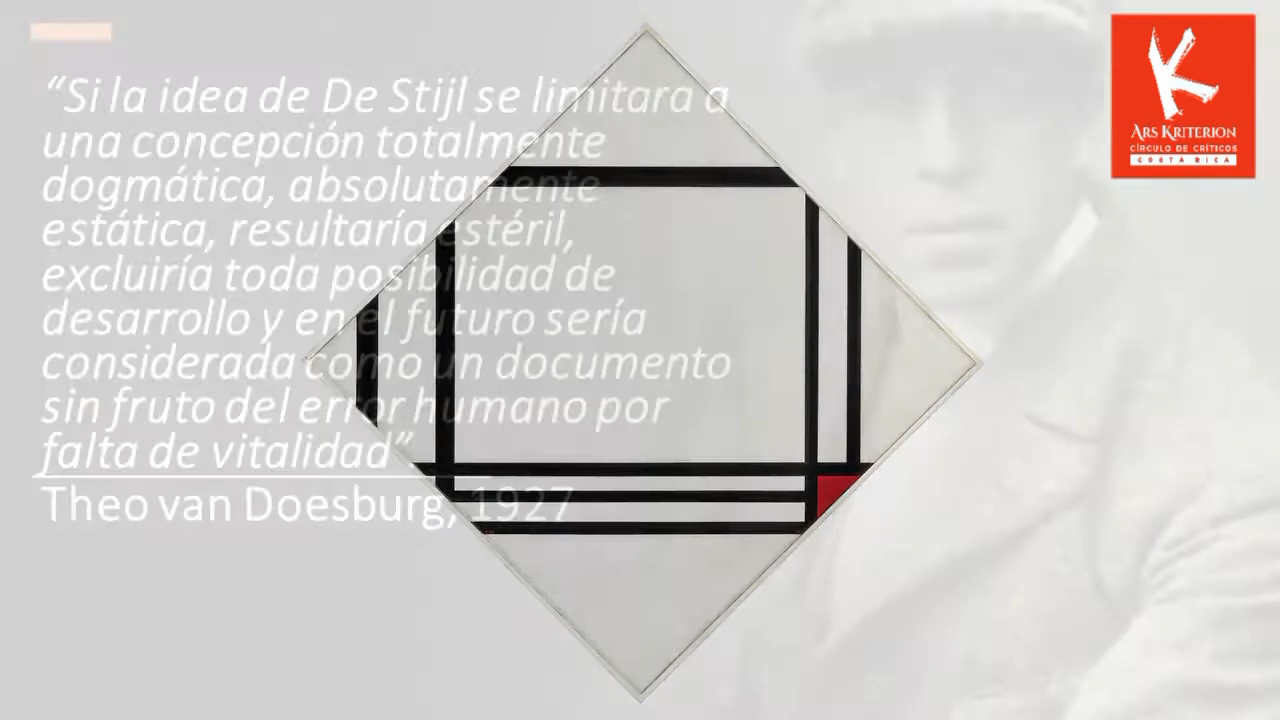 “Si la idea de De Stijl se limitara a
una concepción totalmente
dogmática, absolutamente
estática, resultaría estéril,
excluiría toda posibilidad de
desarrollo y en el futuro sería
considerada como un documento
sin fruto del error humano por
falta de vitalidad”
Theo van Doesburg, 1927
K
ARS KRITERION
CÍRCULO DE CRÍTICOS
COSTA RICA